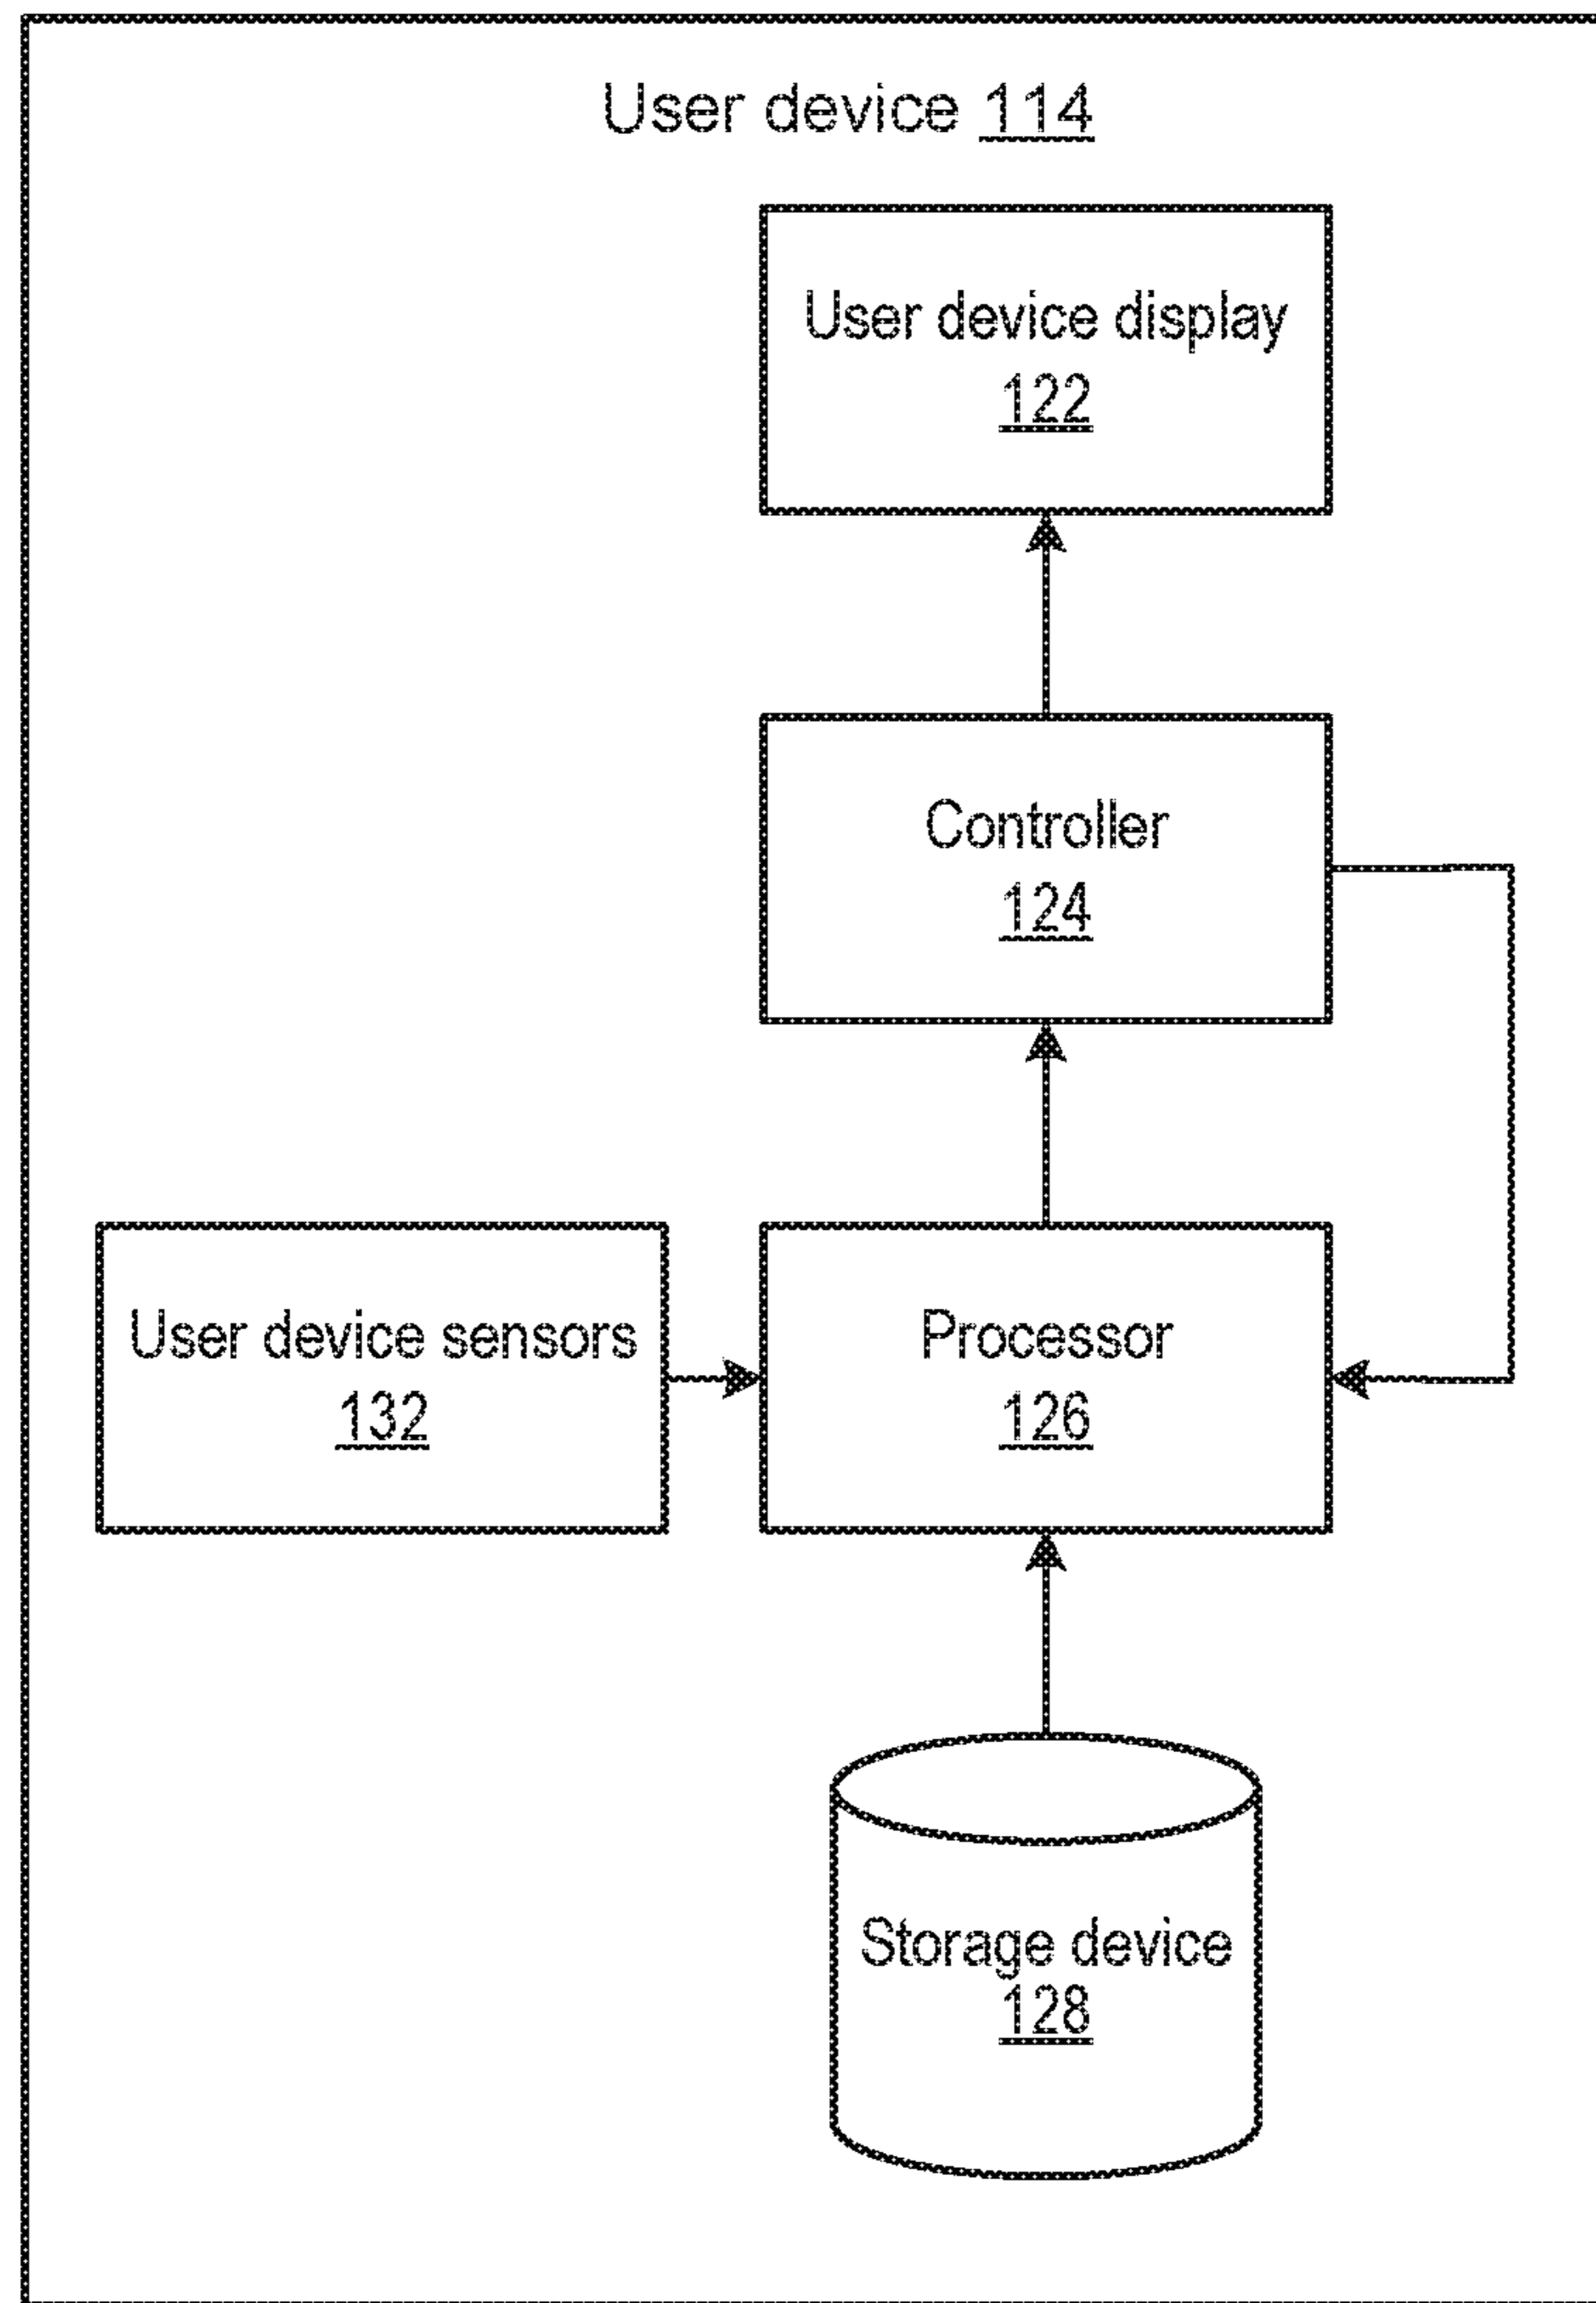 User device 114
User device display
122
Controller
124
User device sensors
132
Processor
126
Storage device
128